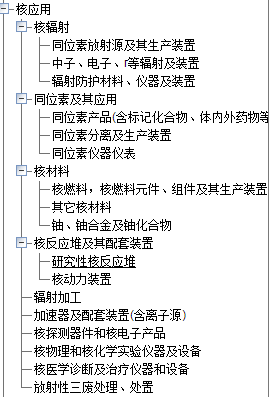 核应用
核辐射
同位素放射源及其生产装置
中子、电子、r等辐射及装置
辐射防护材料、仪器及装置
同位素及其应用
同位素产品(含标记化合物、体内外药物等
同位素分离及生产装置
同位素仪器仪表
核材料
核燃料，核燃料元件、组件及其生产装置
其它核材料
铀、铀合金及铀化合物
核反应堆及其配套装置
研究性核反应堆
核动力装置
辐射加工
加速器及配套装置(含离子源)
核探测器件和核电子产品
核物理和核化学实验仪器及设备
核医学诊断及治疗仪器和设备
放射性三废处理、处置